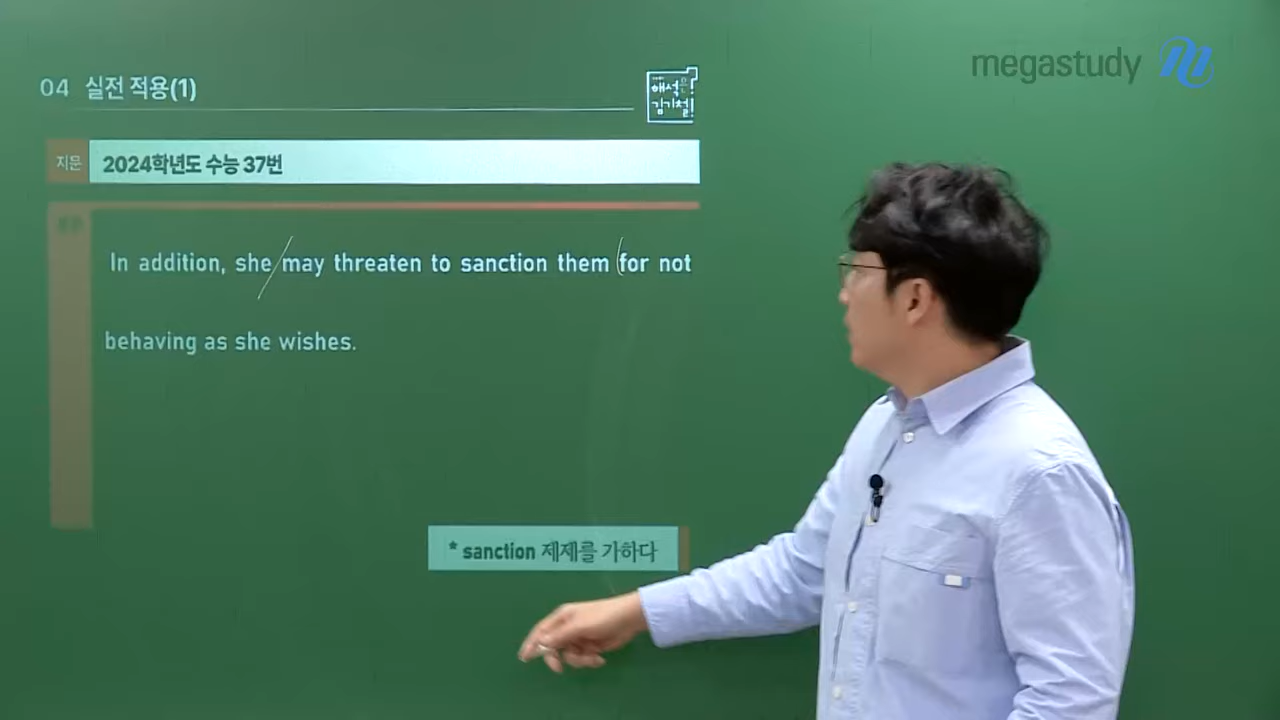 megastudy
04 실전 적용(1)
해석은?
김기철!
지문 2024학년도 수능 37번
In addition, she may threaten to sanction them for not
behaving as she wishes.
* sanction 제제를 가하다